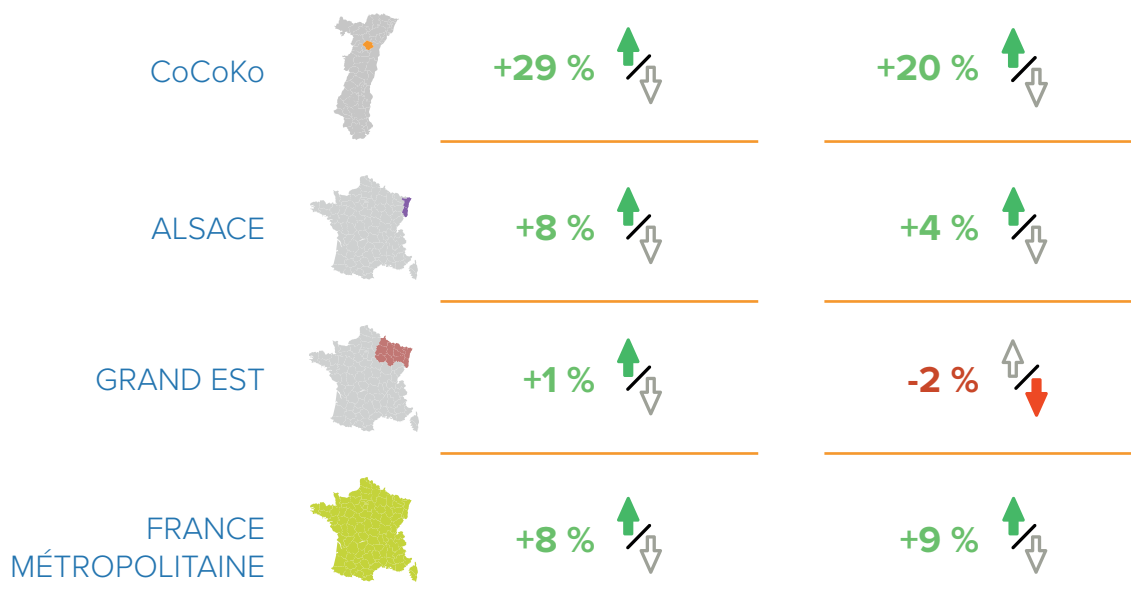 CoCoKo +29 % +20 %
ALSACE +8 % +4 %
GRAND EST +1 % -2 %
FRANCE
MÉTROPOLITAINE +8 % +9 %